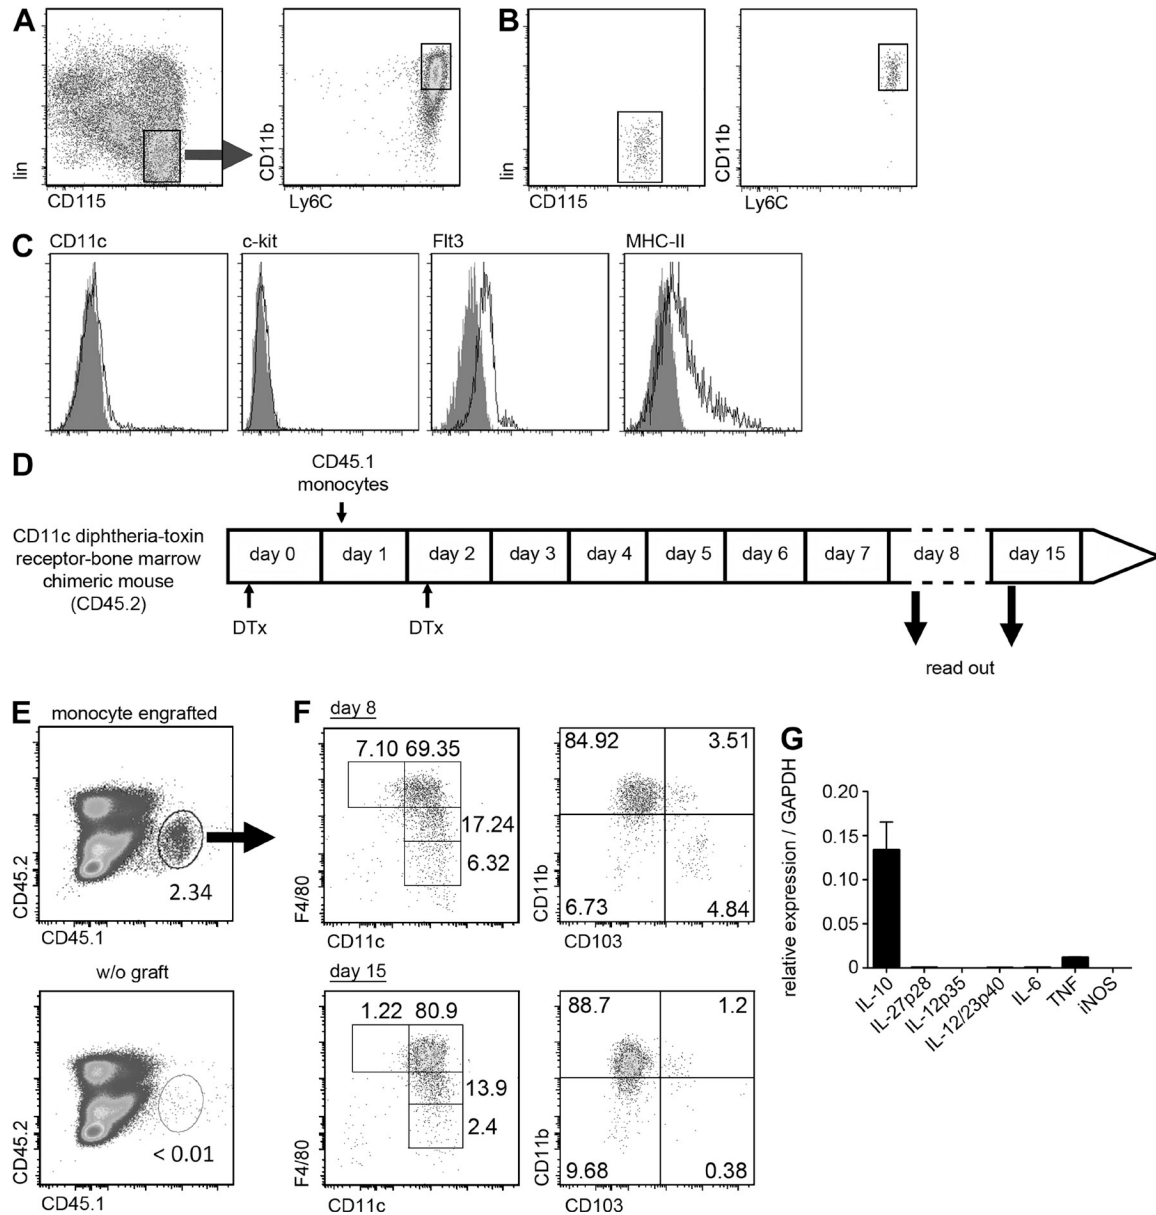 A
lin
CD115
CD11b
Ly6C
B
lin
CD115
CD11b
Ly6C
C
CD11c
c-kit
Flt3
MHC-II
D
CD45.1
monocytes
CD11c diphtheria-toxin
receptor-bone marrow
chimeric mouse
(CD45.2)
day 0
day 1
day 2
day 3
day 4
day 5
day 6
day 7
day 8
day 15
DTx
DTx
read out
E
monocyte engrafted
CD45.2
2.34
CD45.1
w/o graft
CD45.2
< 0.01
CD45.1
F
day 8
7.10 69.35
17.24
6.32
F4/80
CD11c
84.92
3.51
6.73
4.84
CD11b
CD103
day 15
1.22 80.9
13.9
2.4
F4/80
CD11c
88.7
1.2
9.68
0.38
CD11b
CD103
G
relative expression / GAPDH
0.20
0.15
0.10
0.05
0
IL-10
IL-27p28
IL-12p35
IL-12/23p40
IL-6
TNF
iNOS